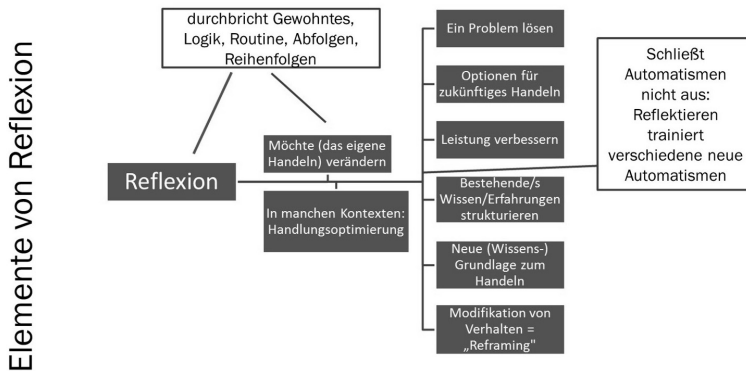 Elemente von Reflexion
durchbricht Gewohntes,
Logik, Routine, Abfolgen,
Reihenfolgen
Reflexion
Möchte (das eigene
Handeln) verändern
In manchen Kontexten:
Handlungsoptimierung
Ein Problem lösen
Optionen für
zukünftiges Handeln
Leistung verbessern
Bestehende/s
Wissen/Erfahrungen
strukturieren
Neue (Wissens-)
Grundlage zum
Handeln
Modifikation von
Verhalten =
„Reframing"
Schließt
Automatismen
nicht aus:
Reflektieren
trainiert
verschiedene neue
Automatismen